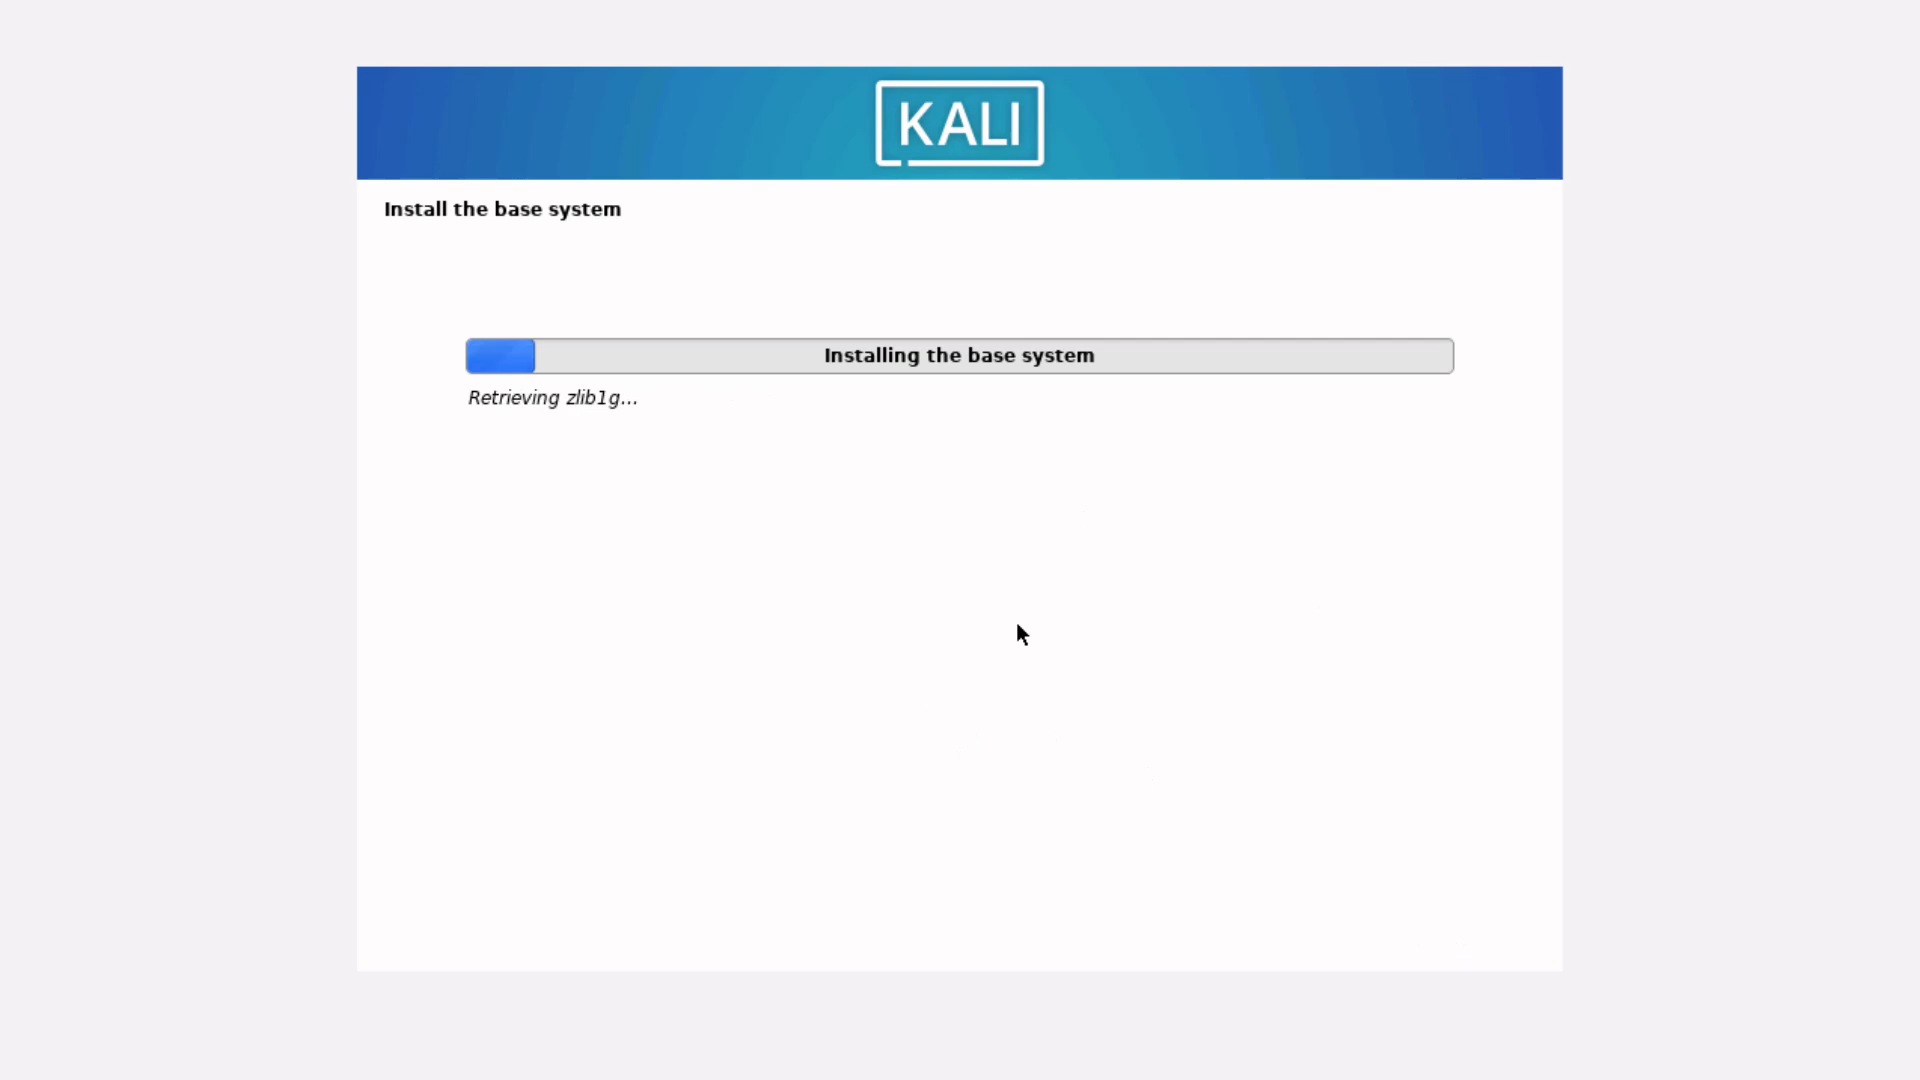 KALI
Install the base system
Installing the base system
Retrieving zlib1g...